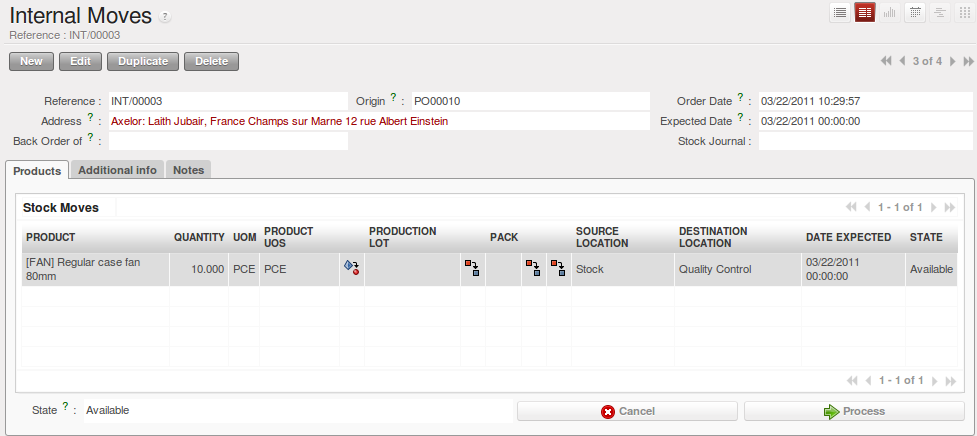 Internal Moves ?
Reference : INT/00003
New Edit Duplicate Delete 3 of 4
Reference : INT/00003 Origin ? : PO00010 Order Date ? : 03/22/2011 10:29:57
Address ? : Axelor: Laith Jubair, France Champs sur Marne 12 rue Albert Einstein Expected Date ? : 03/22/2011 00:00:00
Back Order of ? : Stock Journal :
Products Additional info Notes
Stock Moves 1 - 1 of 1
PRODUCT QUANTITY UOM PRODUCT UOS PRODUCTION LOT PACK SOURCE LOCATION DESTINATION LOCATION DATE EXPECTED STATE
[FAN] Regular case fan 80mm 10.000 PCE PCE Stock Quality Control 03/22/2011 00:00:00 Available
1 - 1 of 1
State ? : Available Cancel Process